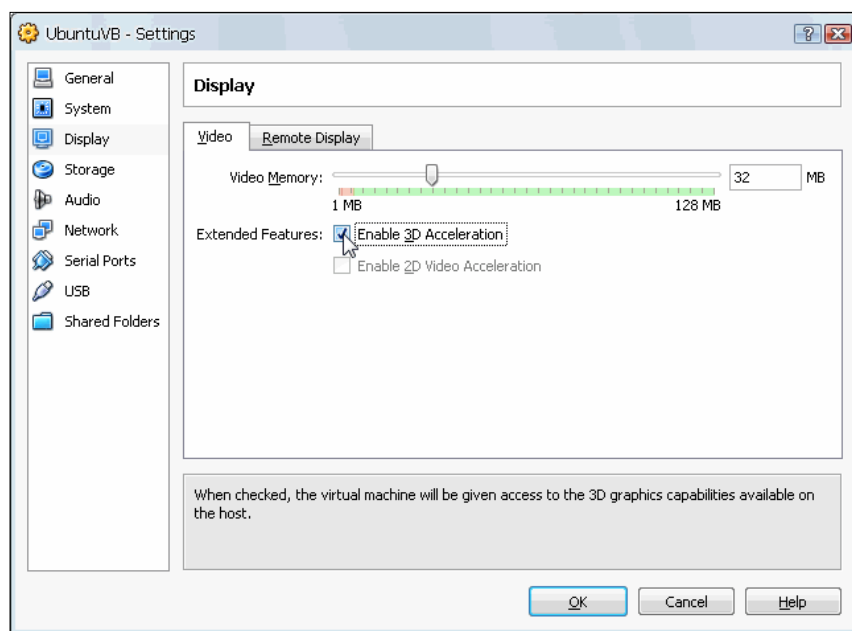 UbuntuVB - Settings
General
System
Display
Storage
Audio
Network
Serial Ports
USB
Shared Folders
Display
Video
Remote Display
Video Memory:
32
MB
1 MB
128 MB
Extended Features:
Enable 3D Acceleration
Enable 2D Video Acceleration
When checked, the virtual machine will be given access to the 3D graphics capabilities available on
the host.
OK
Cancel
Help